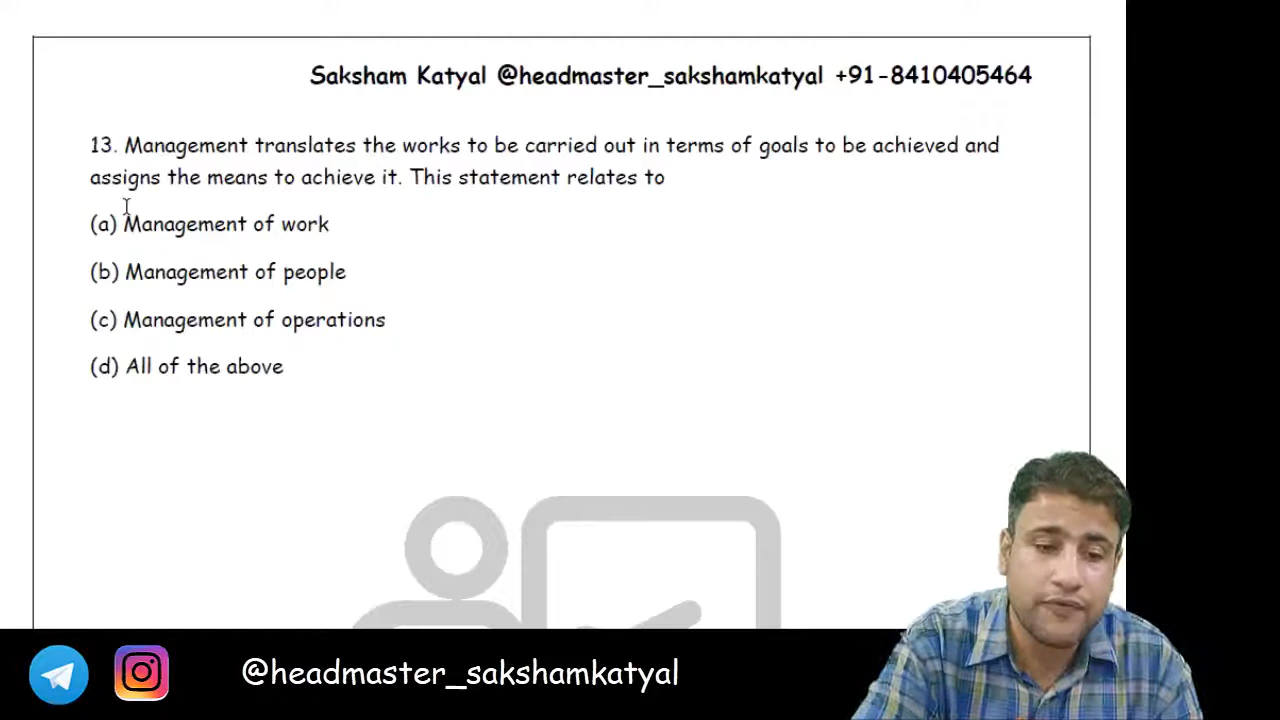 Saksham Katyal @headmaster_sakshamkatyal +91-8410405464
13. Management translates the works to be carried out in terms of goals to be achieved and
assigns the means to achieve it. This statement relates to
(a) Management of work
(b) Management of people
(c) Management of operations
(d) All of the above
@headmaster_sakshamkatyal